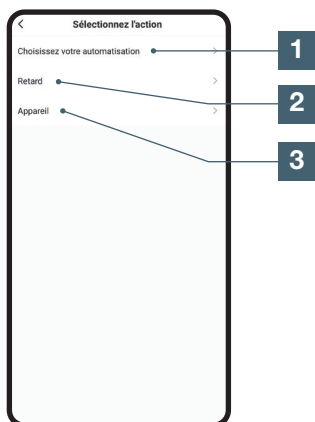 Sélectionnez l'action
Choisissez votre automatisation
1
Retard
2
Appareil
3